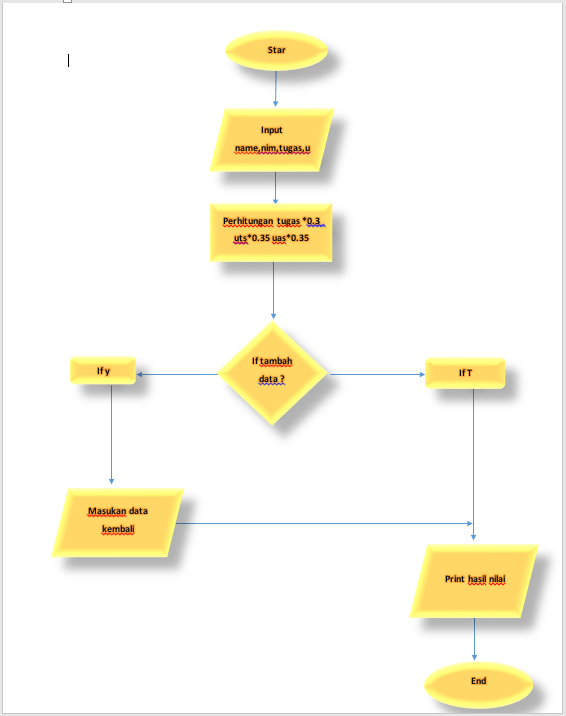 Star
Input
name,nim,tugas,u
Perhitungan tugas *0.3
uts*0.35 uas*0.35
If tambah
data ?
If y
If T
Masukan data
kembali
Print hasil nilai
End